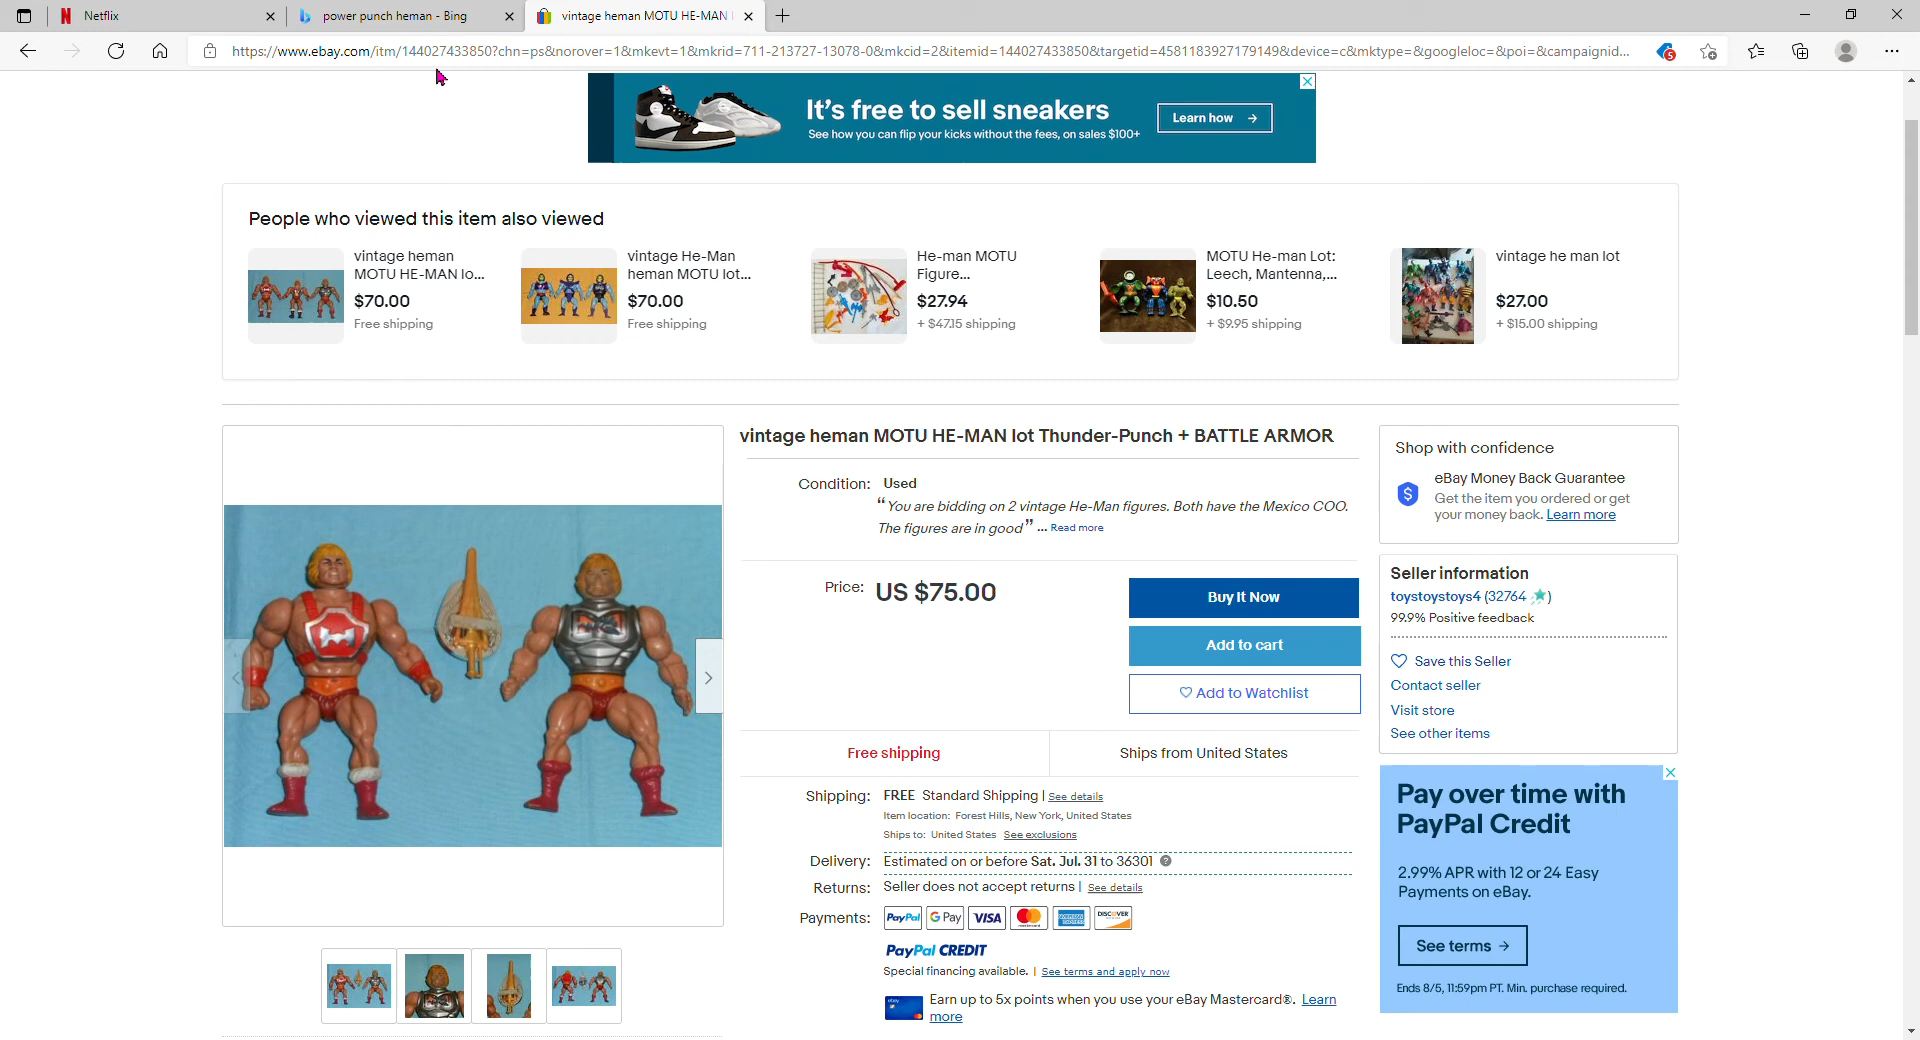 Netflix
power punch heman - Bing
vintage heman MOTU HE-MAN
https://www.ebay.com/itm/144027433850?chn=ps&norover=1&mkevt=1&mkrid=711-213727-13078-0&mkcid=2&itemid=144027433850&targetid=4581183927179149&device=c&mktype=&googleloc=&poi=&campaignid...
5
It's free to sell sneakers
See how you can flip your kicks without the fees, on sales $100+
Learn how →
People who viewed this item also viewed
vintage heman
MOTU HE-MAN lo...
$70.00
Free shipping
vintage He-Man
heman MOTU lot...
$70.00
Free shipping
He-man MOTU
Figure...
$27.94
+ $47.15 shipping
MOTU He-man Lot:
Leech, Mantenna,...
$10.50
+ $9.95 shipping
vintage he man lot
$27.00
+ $15.00 shipping
vintage heman MOTU HE-MAN lot Thunder-Punch + BATTLE ARMOR
Condition: Used
“You are bidding on 2 vintage He-Man figures. Both have the Mexico COO.
The figures are in good” ... Read more
Price: US $75.00
Buy It Now
Add to cart
Add to Watchlist
Free shipping
Ships from United States
Shipping: FREE Standard Shipping | See details
Item location: Forest Hills, New York, United States
Ships to: United States See exclusions
Delivery: Estimated on or before Sat. Jul. 31 to 36301
Returns: Seller does not accept returns | See details
Payments: PayPal G Pay VISA mastercard AMERICAN EXPRESS DISCOVER
PayPal CREDIT
Special financing available. | See terms and apply now
ebay
Earn up to 5x points when you use your eBay Mastercard®. Learn
more
Shop with confidence
$
eBay Money Back Guarantee
Get the item you ordered or get
your money back. Learn more
Seller information
toystoystoys4 (32764 )
99.9% Positive feedback
Save this Seller
Contact seller
Visit store
See other items
Pay over time with
PayPal Credit
2.99% APR with 12 or 24 Easy
Payments on eBay.
See terms →
Ends 8/5, 11:59pm PT. Min. purchase required.